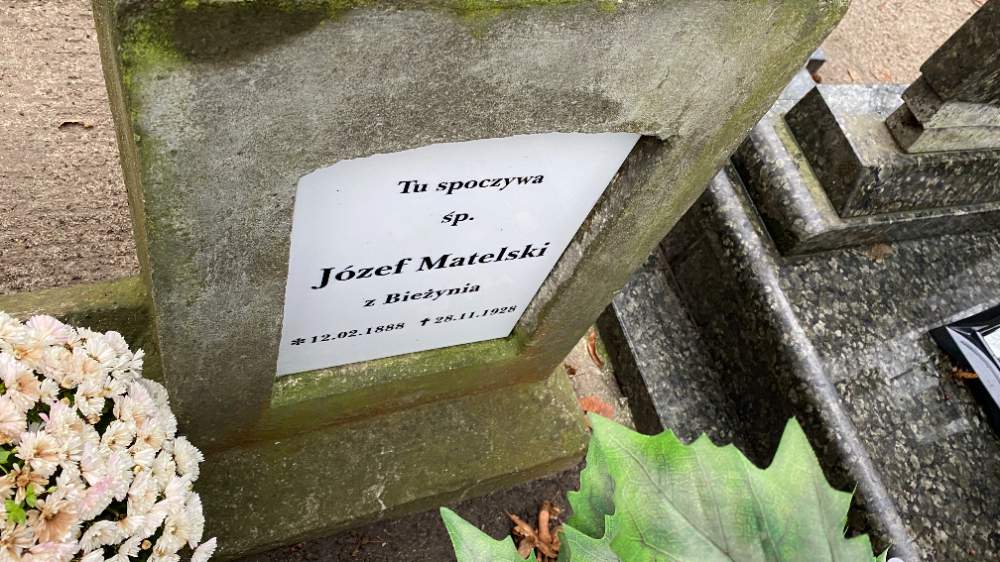 Tu spoczywa
śp.
Józef Matelski
z Bieżynia
*12.02.1888 †28.11.1928